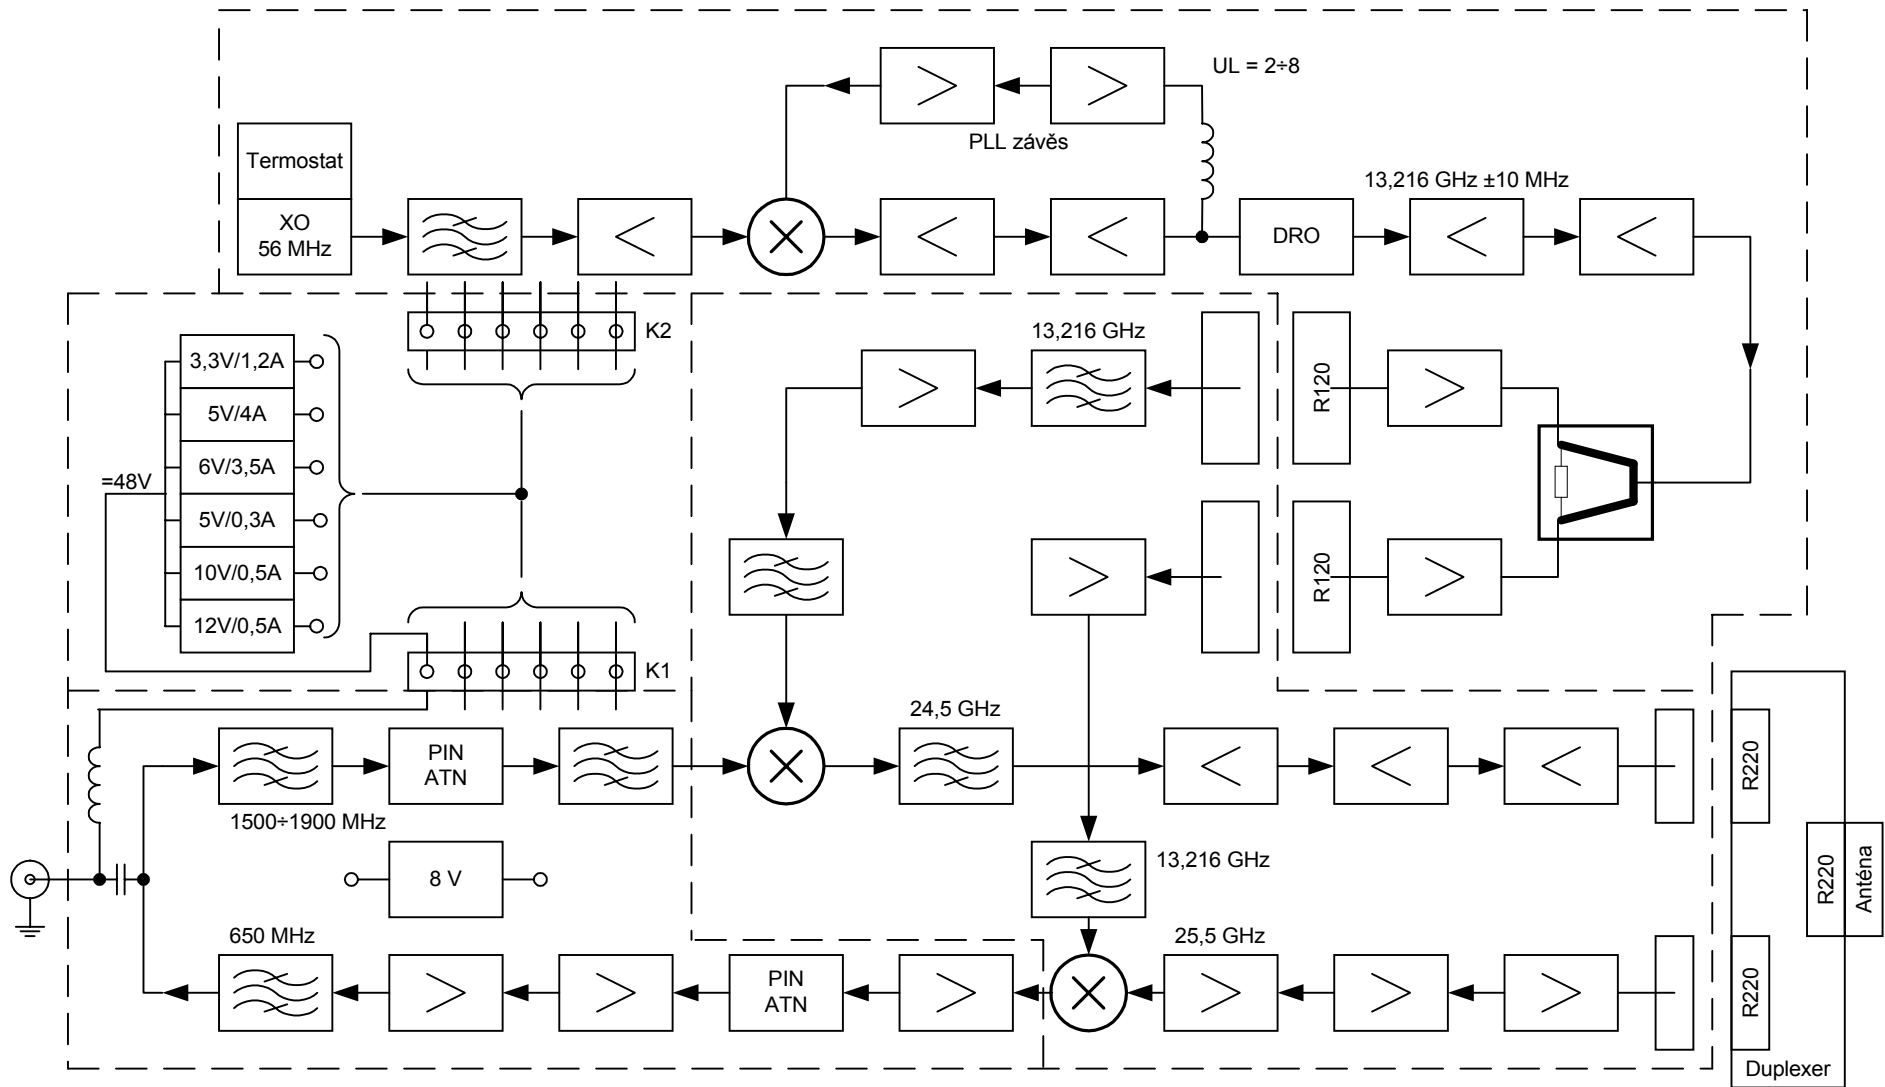 UL = 2÷8
PLL závěs
Termostat
XO
56 MHz
DRO
13,216 GHz ±10 MHz
K2
3,3V/1,2A
5V/4A
6V/3,5A
=48V
5V/0,3A
10V/0,5A
12V/0,5A
K1
13,216 GHz
R120
R120
24,5 GHz
PIN
ATN
1500÷1900 MHz
8 V
13,216 GHz
650 MHz
PIN
ATN
25,5 GHz
R220
R220
Anténa
R220
Duplexer